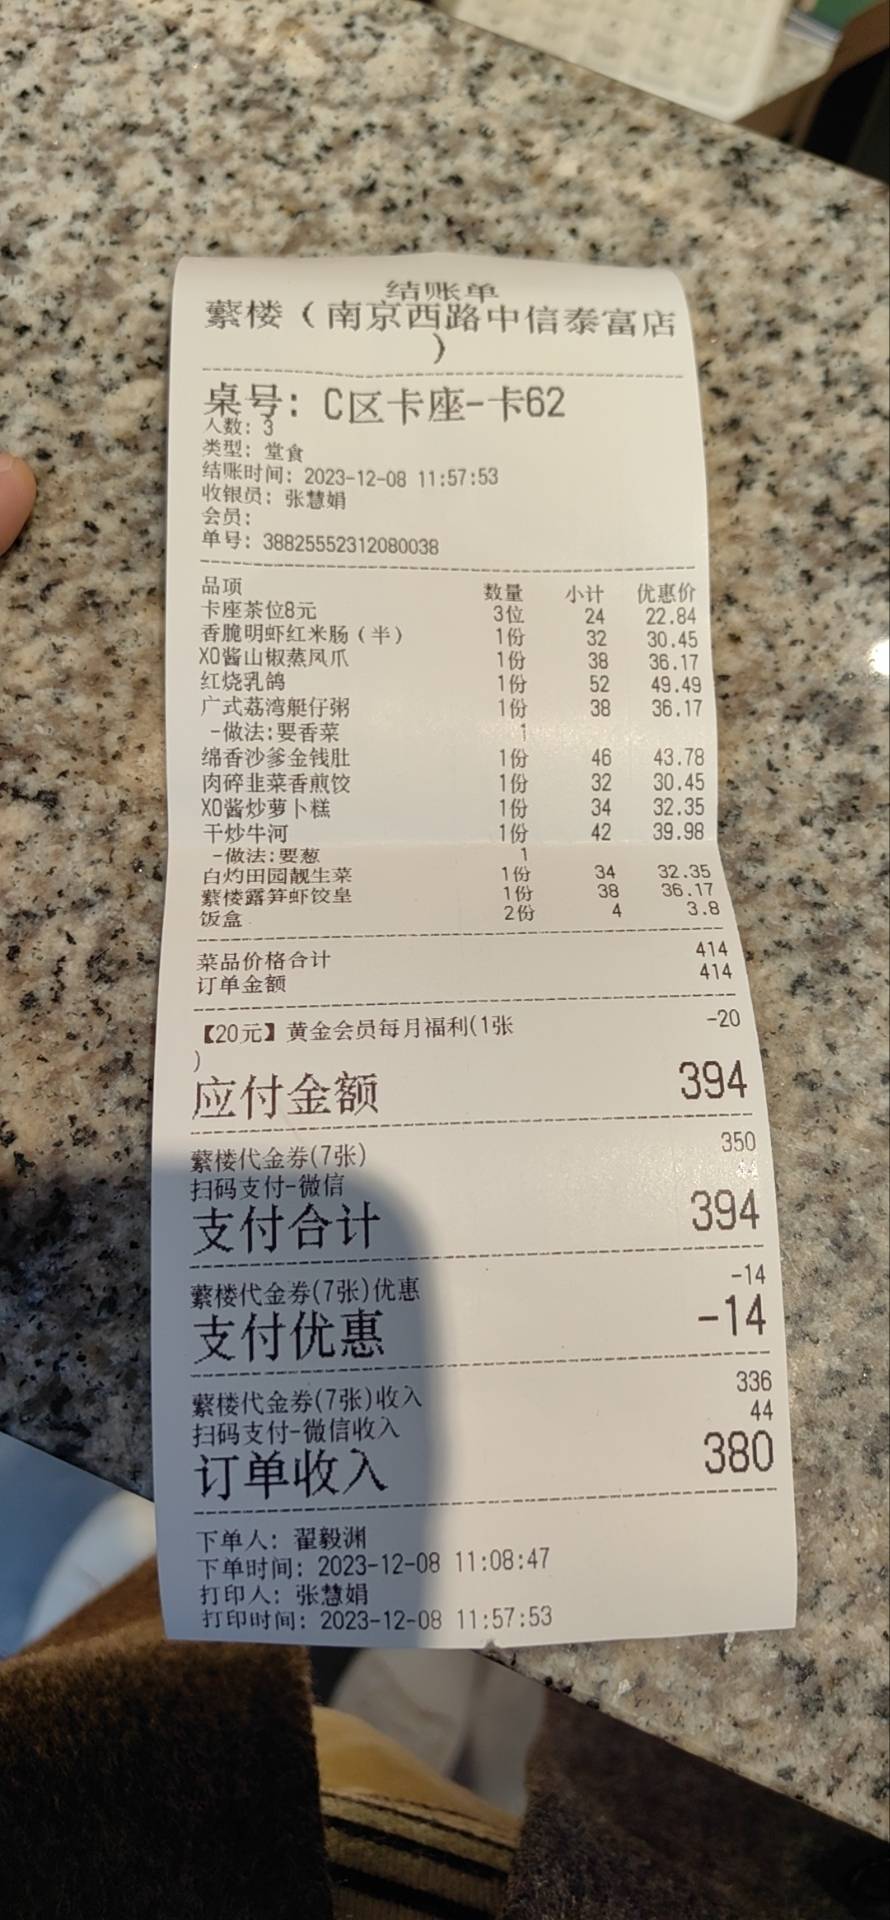 结账单
蘩楼（南京西路中信泰富店
）
桌号: C区卡座-卡62
人数: 3
类型: 堂食
结账时间: 2023-12-08 11:57:53
收银员: 张慧娟
会员:
单号: 38825552312080038
品项 数量 小计 优惠价
卡座茶位8元 3位 24 22.84
香脆明虾红米肠（半） 1份 32 30.45
XO酱山椒蒸凤爪 1份 38 36.17
红烧乳鸽 1份 52 49.49
广式荔湾艇仔粥 1份 38 36.17
-做法:要香菜 1
绵香沙爹金钱肚 1份 46 43.78
肉碎韭菜香煎饺 1份 32 30.45
XO酱炒萝卜糕 1份 34 32.35
干炒牛河 1份 42 39.98
-做法:要葱 1
白灼田园靓生菜 1份 34 32.35
蘩楼露笋虾饺皇 1份 38 36.17
饭盒 2份 4 3.8
菜品价格合计 414
订单金额 414
【20元】黄金会员每月福利(1张 -20
)
应付金额 394
蘩楼代金券(7张) 350
扫码支付-微信 44
支付合计 394
蘩楼代金券(7张)优惠 -14
支付优惠 -14
蘩楼代金券(7张)收入 336
扫码支付-微信收入 44
订单收入 380
下单人: 翟毅渊
下单时间: 2023-12-08 11:08:47
打印人: 张慧娟
打印时间: 2023-12-08 11:57:53